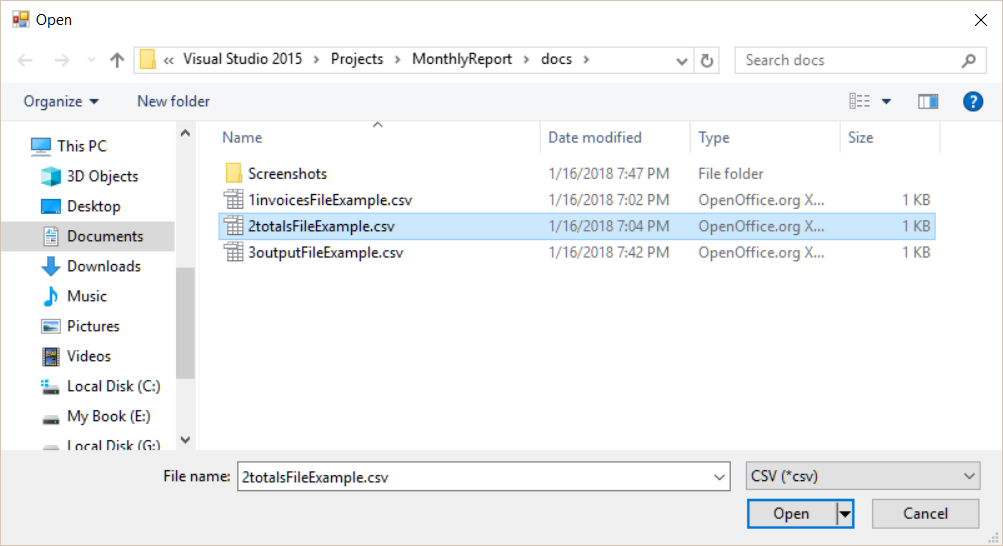 Open
« Visual Studio 2015 > Projects > MonthlyReport > docs >
Search docs
Organize
New folder
Name
Date modified
Type
Size
This PC
3D Objects
Desktop
Documents
Downloads
Music
Pictures
Videos
Local Disk (C:)
My Book (E:)
Local Disk (G:)
Screenshots 1/16/2018 7:47 PM File folder
1invoicesFileExample.csv 1/16/2018 7:02 PM OpenOffice.org X... 1 KB
2totalsFileExample.csv 1/16/2018 7:04 PM OpenOffice.org X... 1 KB
3outputFileExample.csv 1/16/2018 7:42 PM OpenOffice.org X... 1 KB
File name: 2totalsFileExample.csv
CSV (*csv)
Open
Cancel